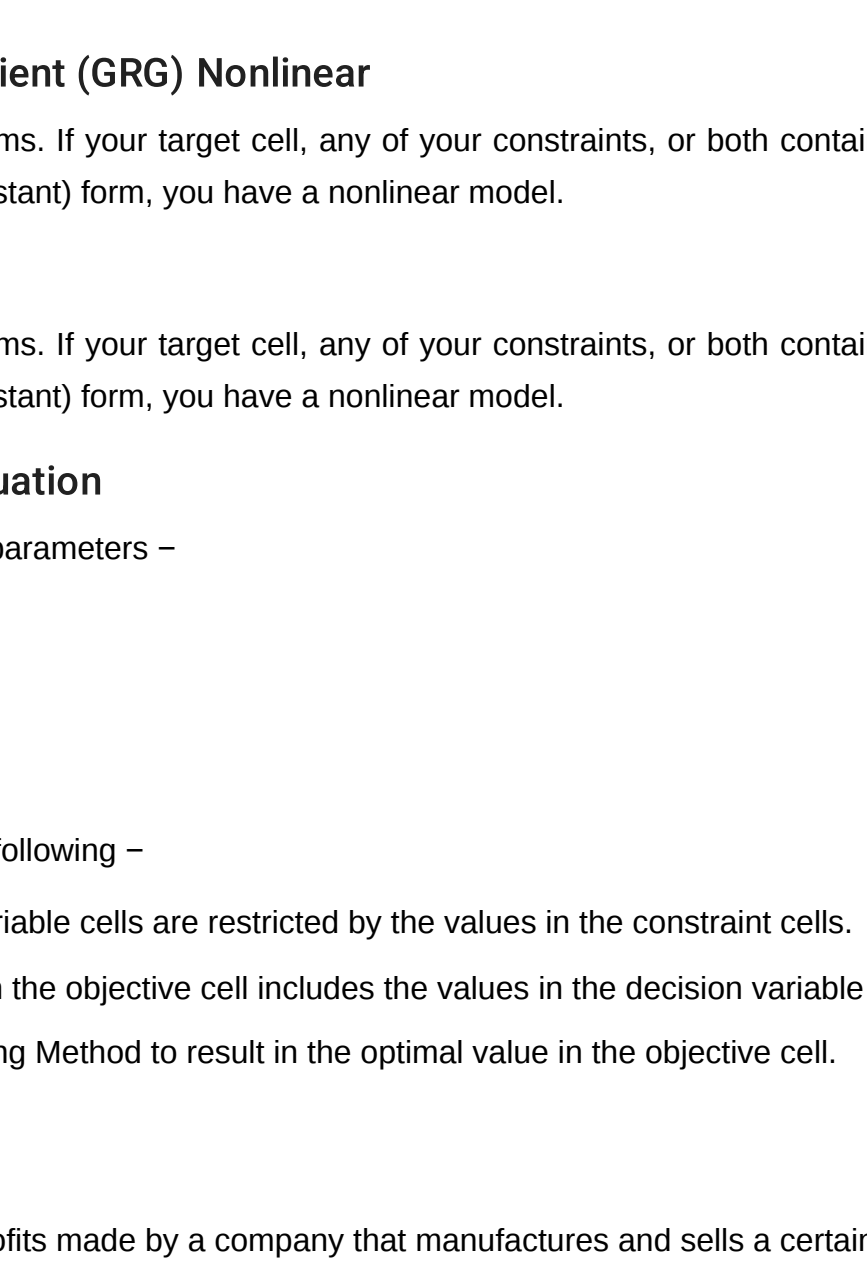 ient (GRG) Nonlinear
ms. If your target cell, any of your constraints, or both contai
stant) form, you have a nonlinear model.
ms. If your target cell, any of your constraints, or both contai
stant) form, you have a nonlinear model.
uation
parameters −
following −
riable cells are restricted by the values in the constraint cells.
the objective cell includes the values in the decision variable
ng Method to result in the optimal value in the objective cell.
ofits made by a company that manufactures and sells a certain